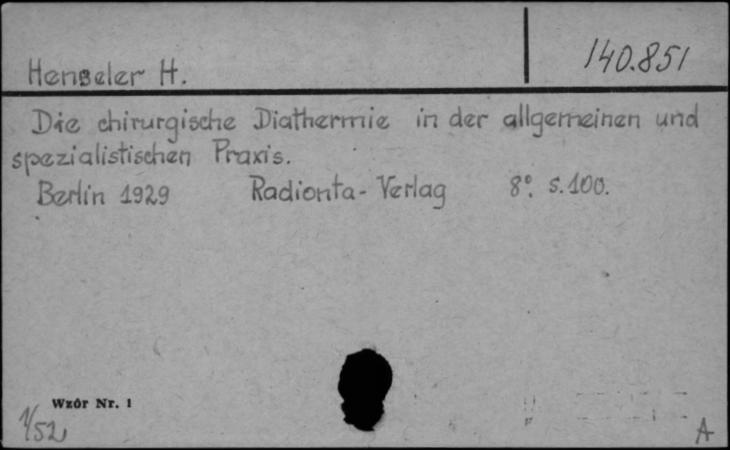 Henseler H.
140.851
Die chirurgische Diathermie in der allgemeinen und
spezialistischen Praxis.
Berlin 1929 Radionta-Verlag 8° S.100.
Wzór Nr. 1
1/52
A